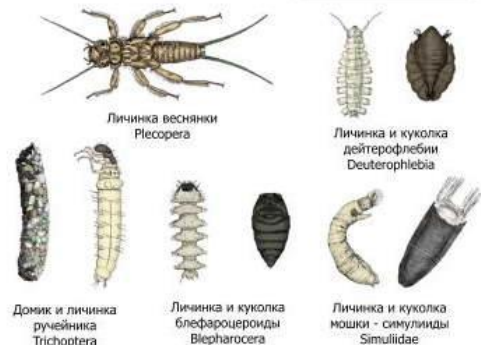 Личинка веснянки
Plecopera
Личинка и куколка
дейтерофлебии
Deuterophlebia
Домик и личинка
ручейника
Trichoptera
Личинка и куколка
блефароцероиды
Blepharocera
Личинка и куколка
мошки - симулииды
Simuliidae